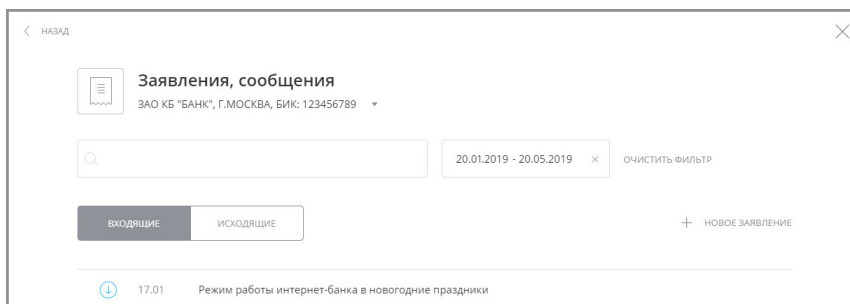 НАЗАД
Заявления, сообщения
ЗАО КБ "БАНК", Г.МОСКВА, БИК: 123456789
20.01.2019 - 20.05.2019 × ОЧИСТИТЬ ФИЛЬТР
ВХОДЯЩИЕ ИСХОДЯЩИЕ + НОВОЕ ЗАЯВЛЕНИЕ
17.01 Режим работы интернет-банка в новогодние праздники